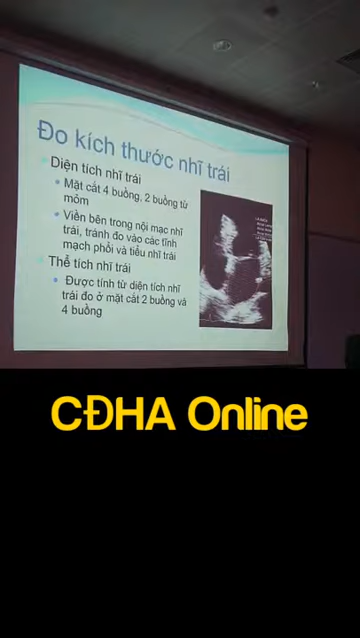 Đo kích thước nhĩ trái
Diện tích nhĩ trái
Mặt cắt 4 buồng, 2 buồng từ
mỏm
Viền bên trong nội mạc nhĩ
trái, tránh đo vào các tĩnh
mạch phổi và tiểu nhĩ trái
Thể tích nhĩ trái
Được tính từ diện tích nhĩ
trái đo ở mặt cắt 2 buồng và
4 buồng
CĐHA Online